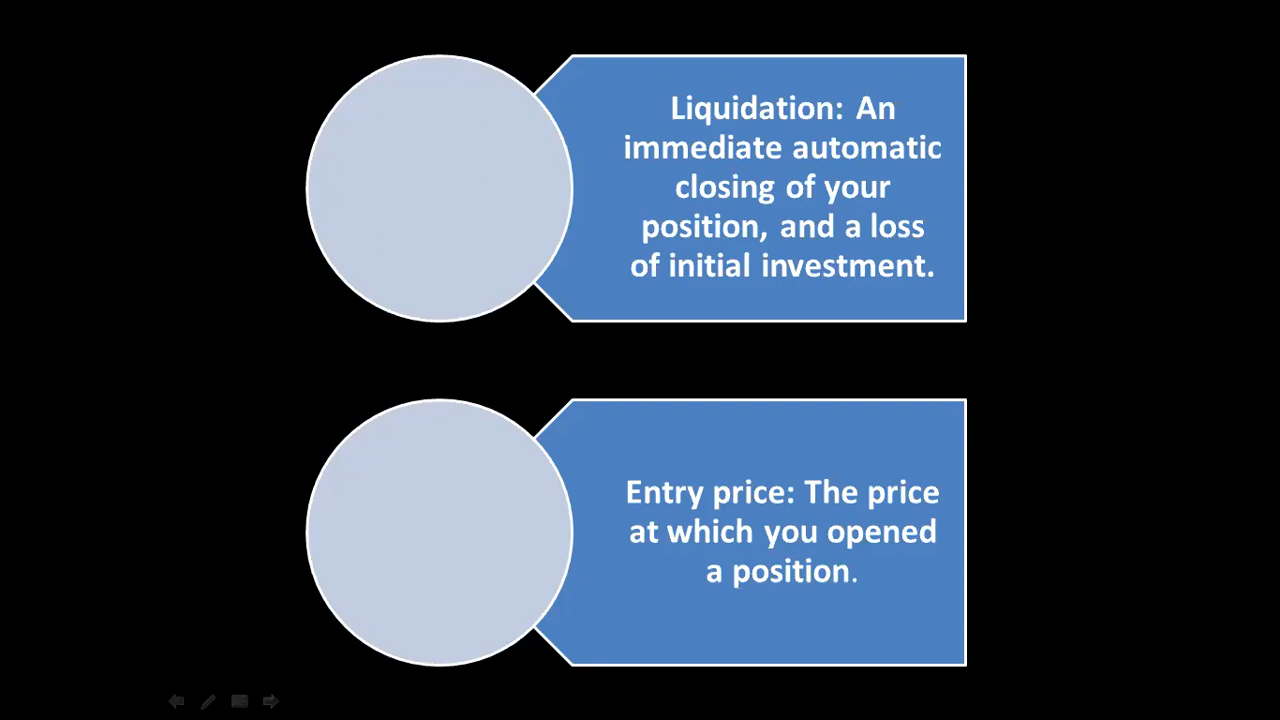 Liquidation: An
immediate automatic
closing of your
position, and a loss
of initial investment.
Entry price: The price
at which you opened
a position.